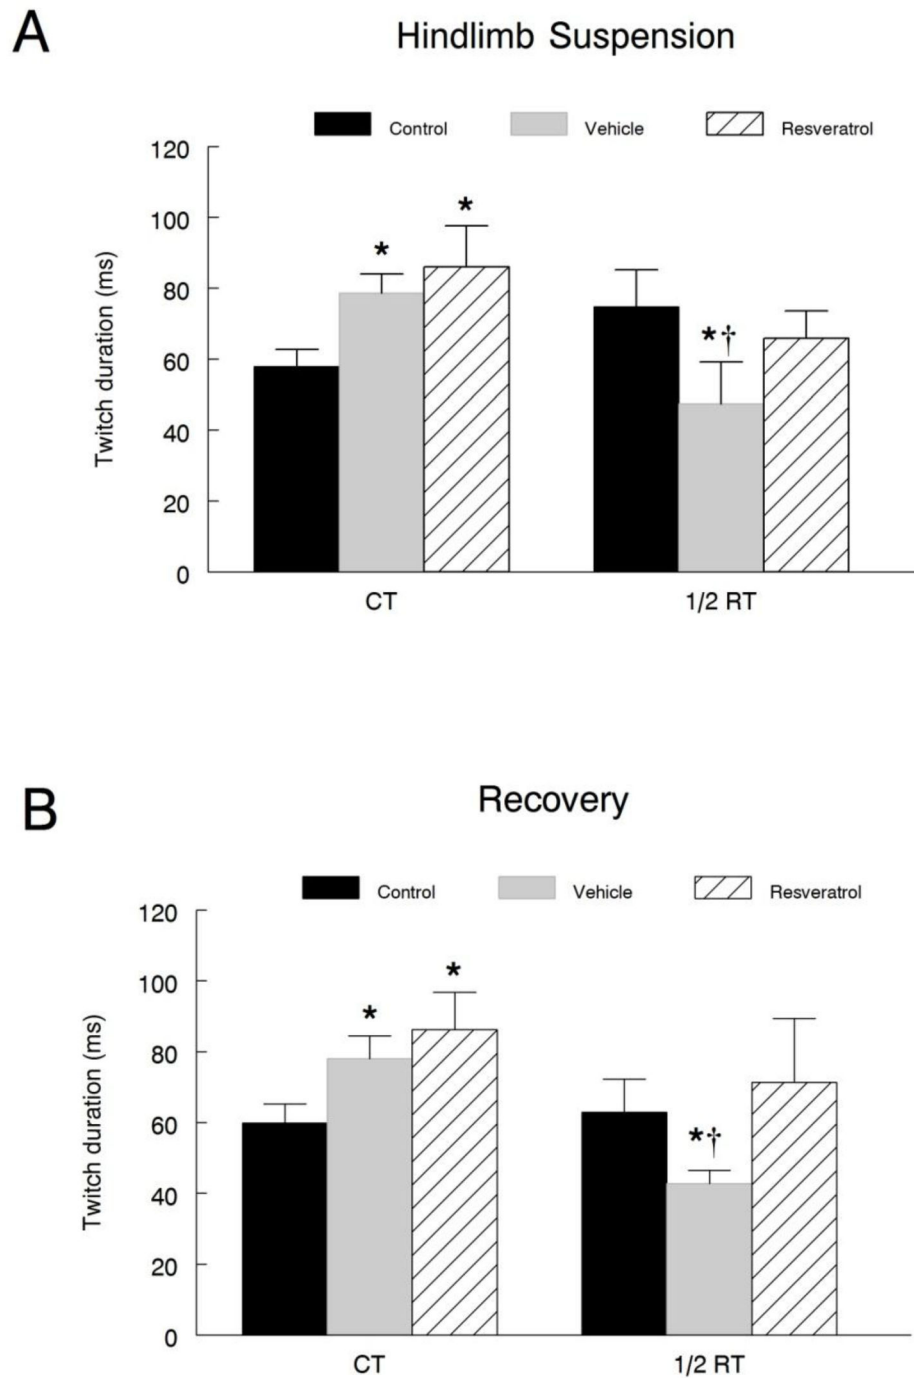 A
Hindlimb Suspension
Control Vehicle Resveratrol
120
100
80
60
40
20
0
Twitch duration (ms)
*
*
*†
CT 1/2 RT
B
Recovery
Control Vehicle Resveratrol
120
100
80
60
40
20
0
Twitch duration (ms)
*
*
*†
CT 1/2 RT